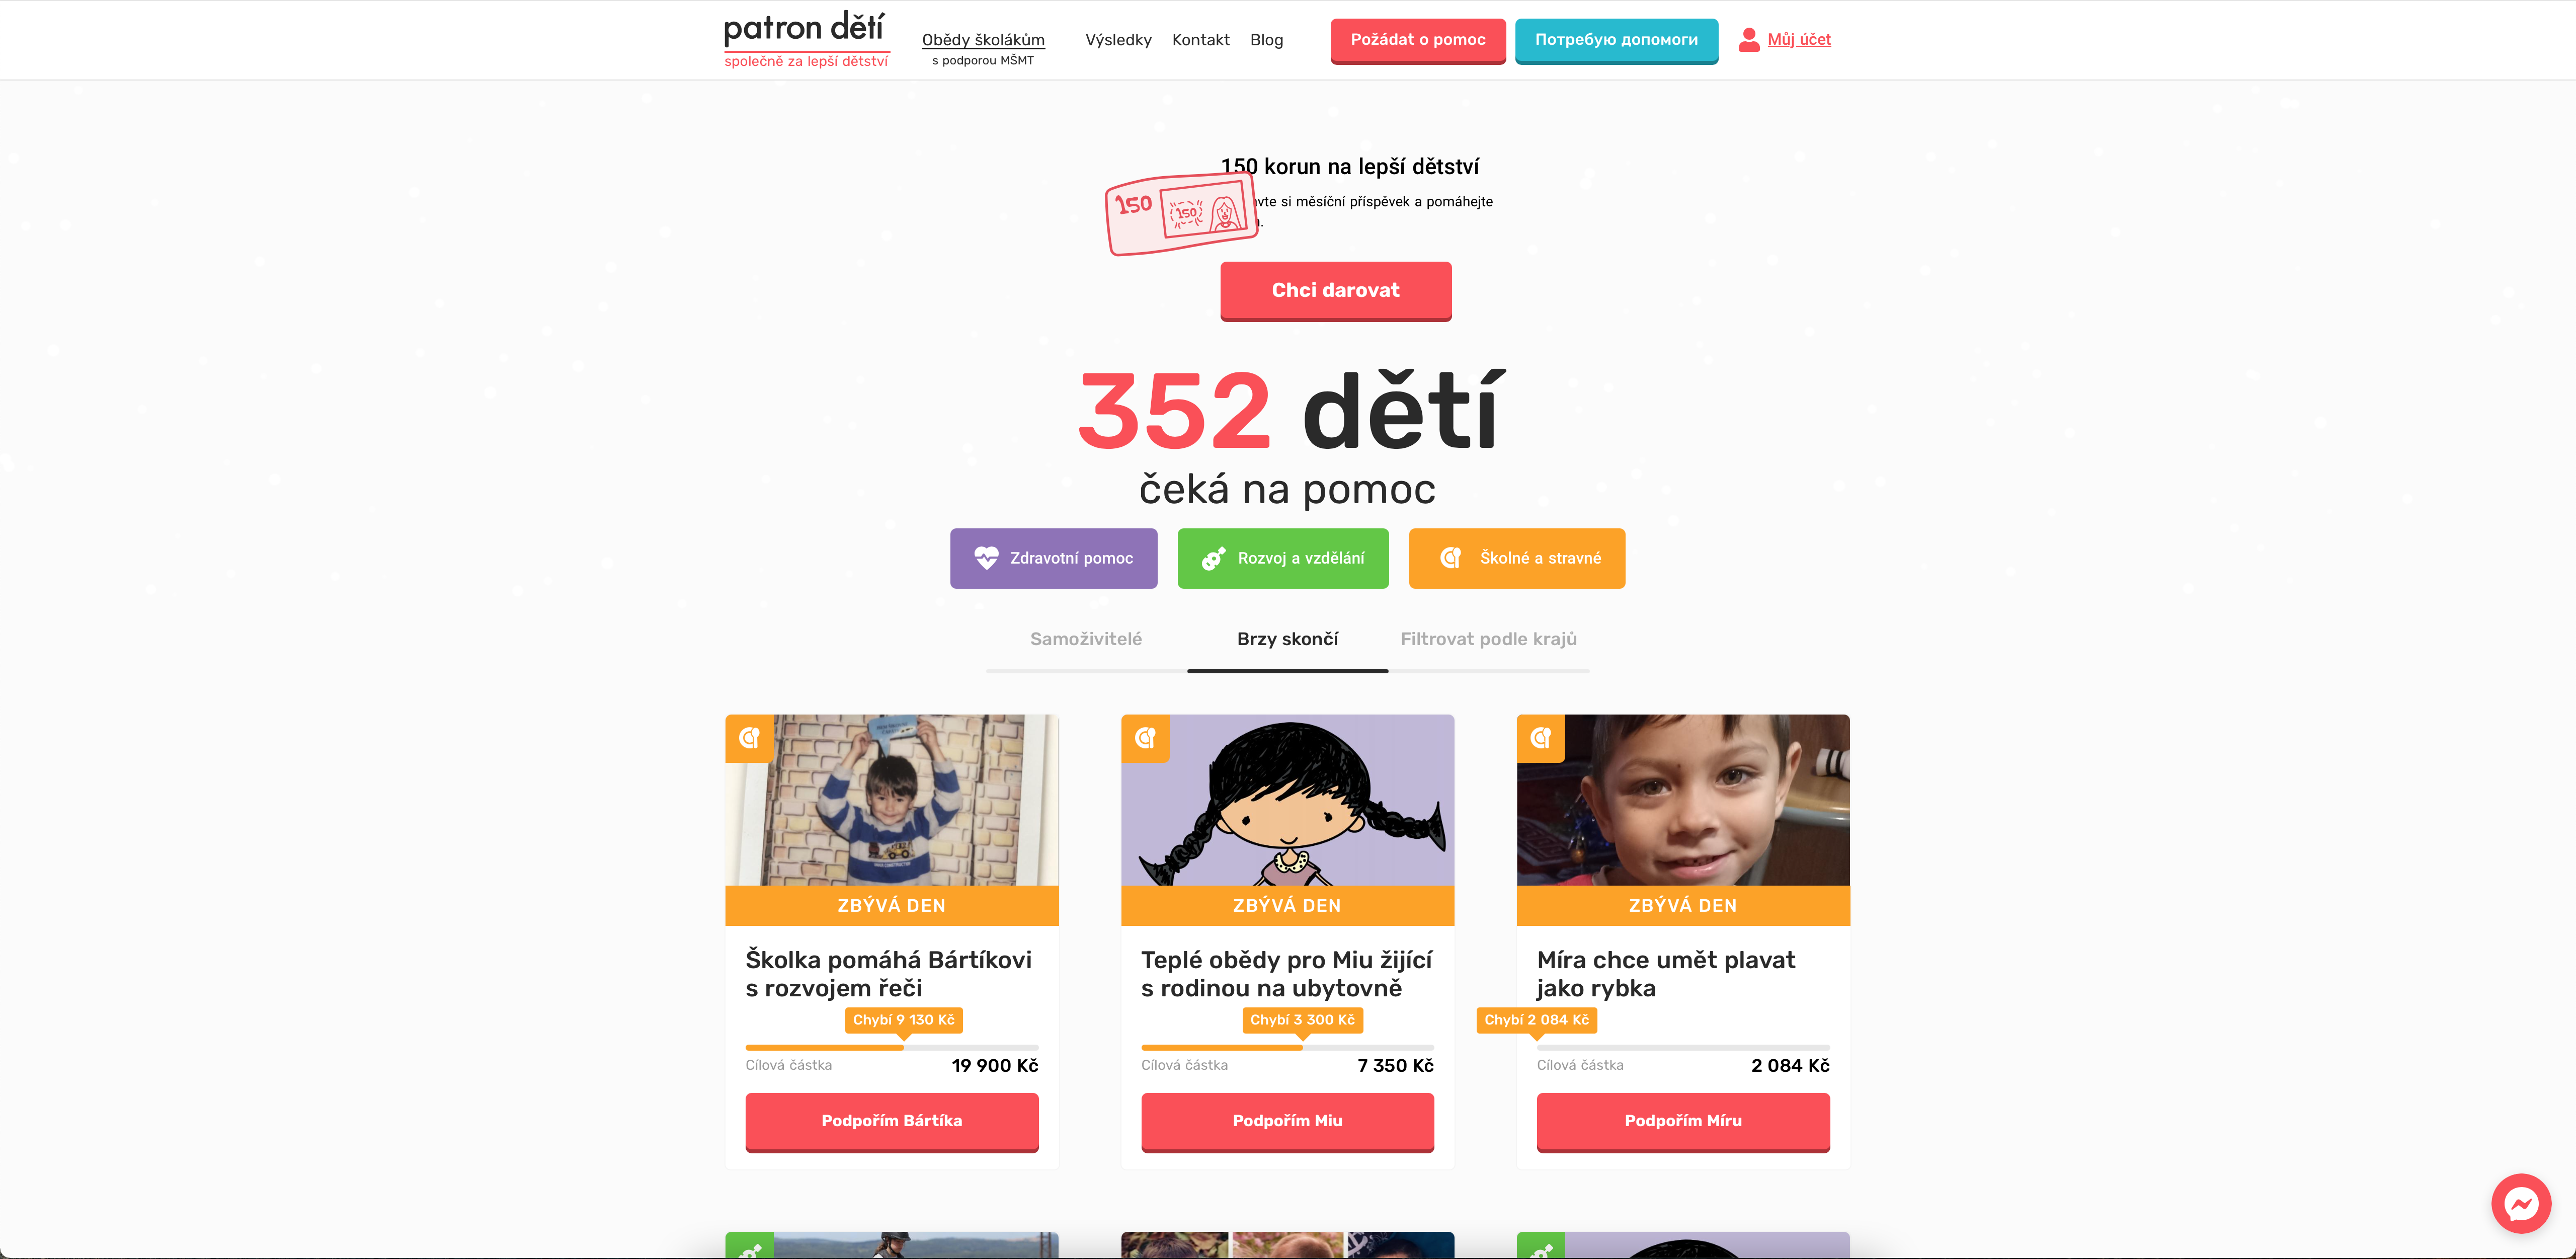 patron dětí
společně za lepší dětství
Obědy školákům
s podporou MŠMT
Výsledky
Kontakt
Blog
Požádat o pomoc
Потребую допомоги
Můj účet
150 korun na lepší dětství
si měsíční příspěvek a pomáhejte
150
150
Chci darovat
352 dětí
čeká na pomoc
Zdravotní pomoc
Rozvoj a vzdělání
Školné a stravné
Samoživitelé
Brzy skončí
Filtrovat podle krajů
ZBÝVÁ DEN
Školka pomáhá Bártíkovi
s rozvojem řeči
Chybí 9 130 Kč
Cílová částka
19 900 Kč
Podpořím Bártíka
ZBÝVÁ DEN
Teplé obědy pro Miu žijící
s rodinou na ubytovně
Chybí 3 300 Kč
Cílová částka
7 350 Kč
Podpořím Miu
ZBÝVÁ DEN
Míra chce umět plavat
jako rybka
Chybí 2 084 Kč
Cílová částka
2 084 Kč
Podpořím Míru